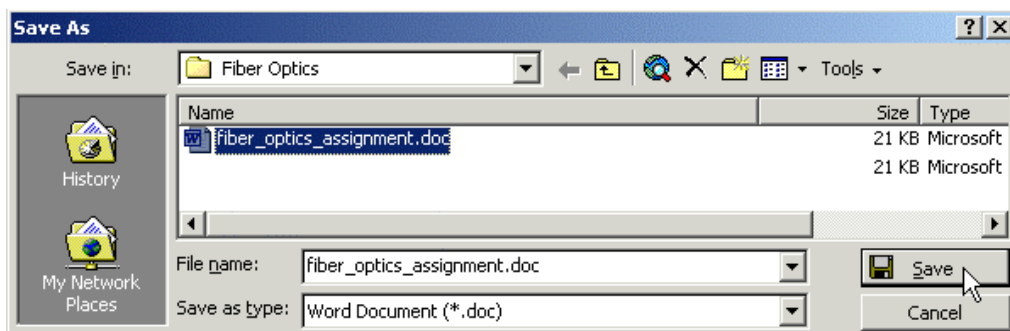 Save As
Save in: Fiber Optics Tools
Name Size Type
fiber_optics_assignment.doc 21 KB Microsoft
21 KB Microsoft
History
My Network
Places
File name: fiber_optics_assignment.doc Save
Save as type: Word Document (*.doc) Cancel